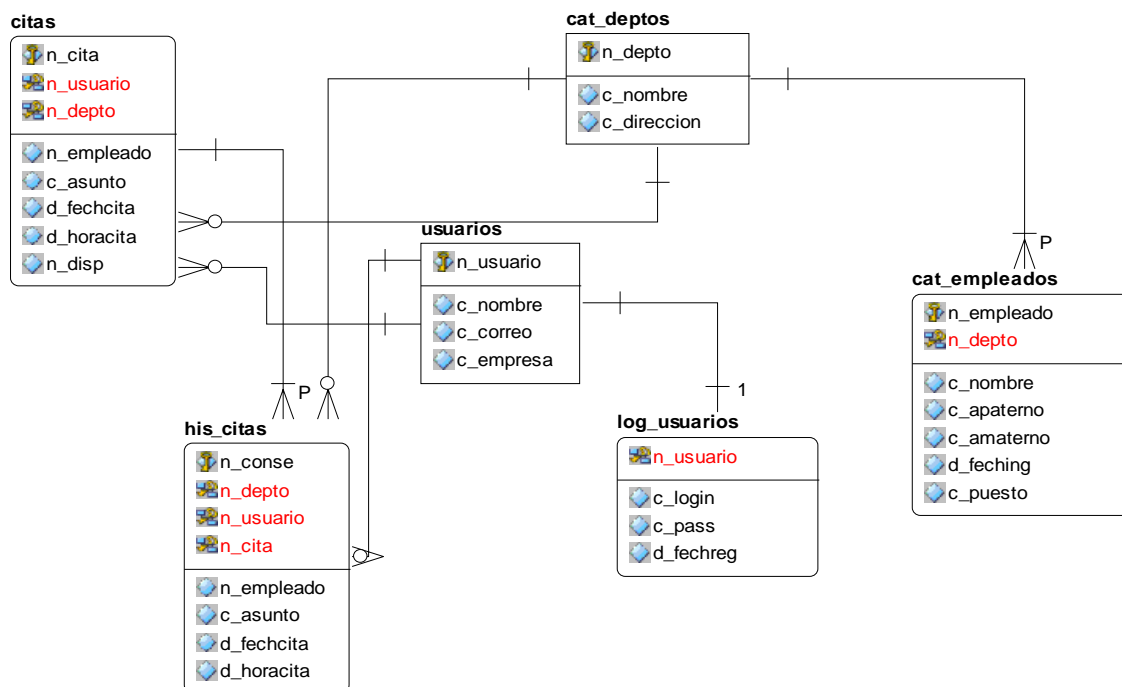 citas
n_cita
n_usuario
n_depto
n_empleado
c_asunto
d_fechcita
d_horacita
n_disp
cat_deptos
n_depto
c_nombre
c_direccion
usuarios
n_usuario
c_nombre
c_correo
c_empresa
P
cat_empleados
n_empleado
n_depto
c_nombre
c_apaterno
c_amaterno
d_feching
c_puesto
P
his_citas
n_conse
n_depto
n_usuario
n_cita
n_empleado
c_asunto
d_fechcita
d_horacita
1
log_usuarios
n_usuario
c_login
c_pass
d_fechreg